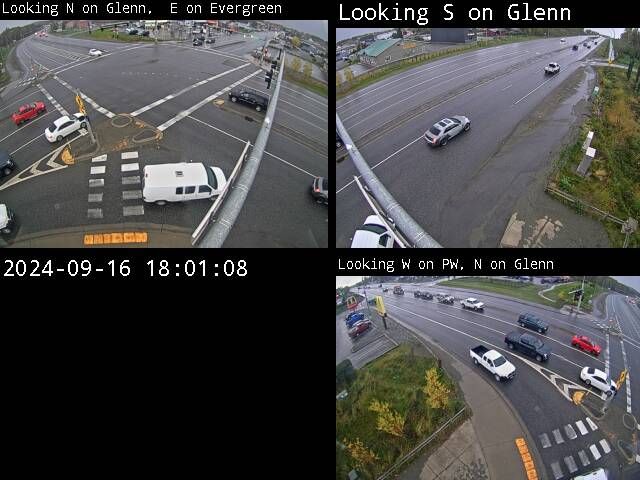 Looking N on Glenn, E on Evergreen
Looking S on Glenn
2024-09-16 18:01:08
Looking W on PW, N on Glenn